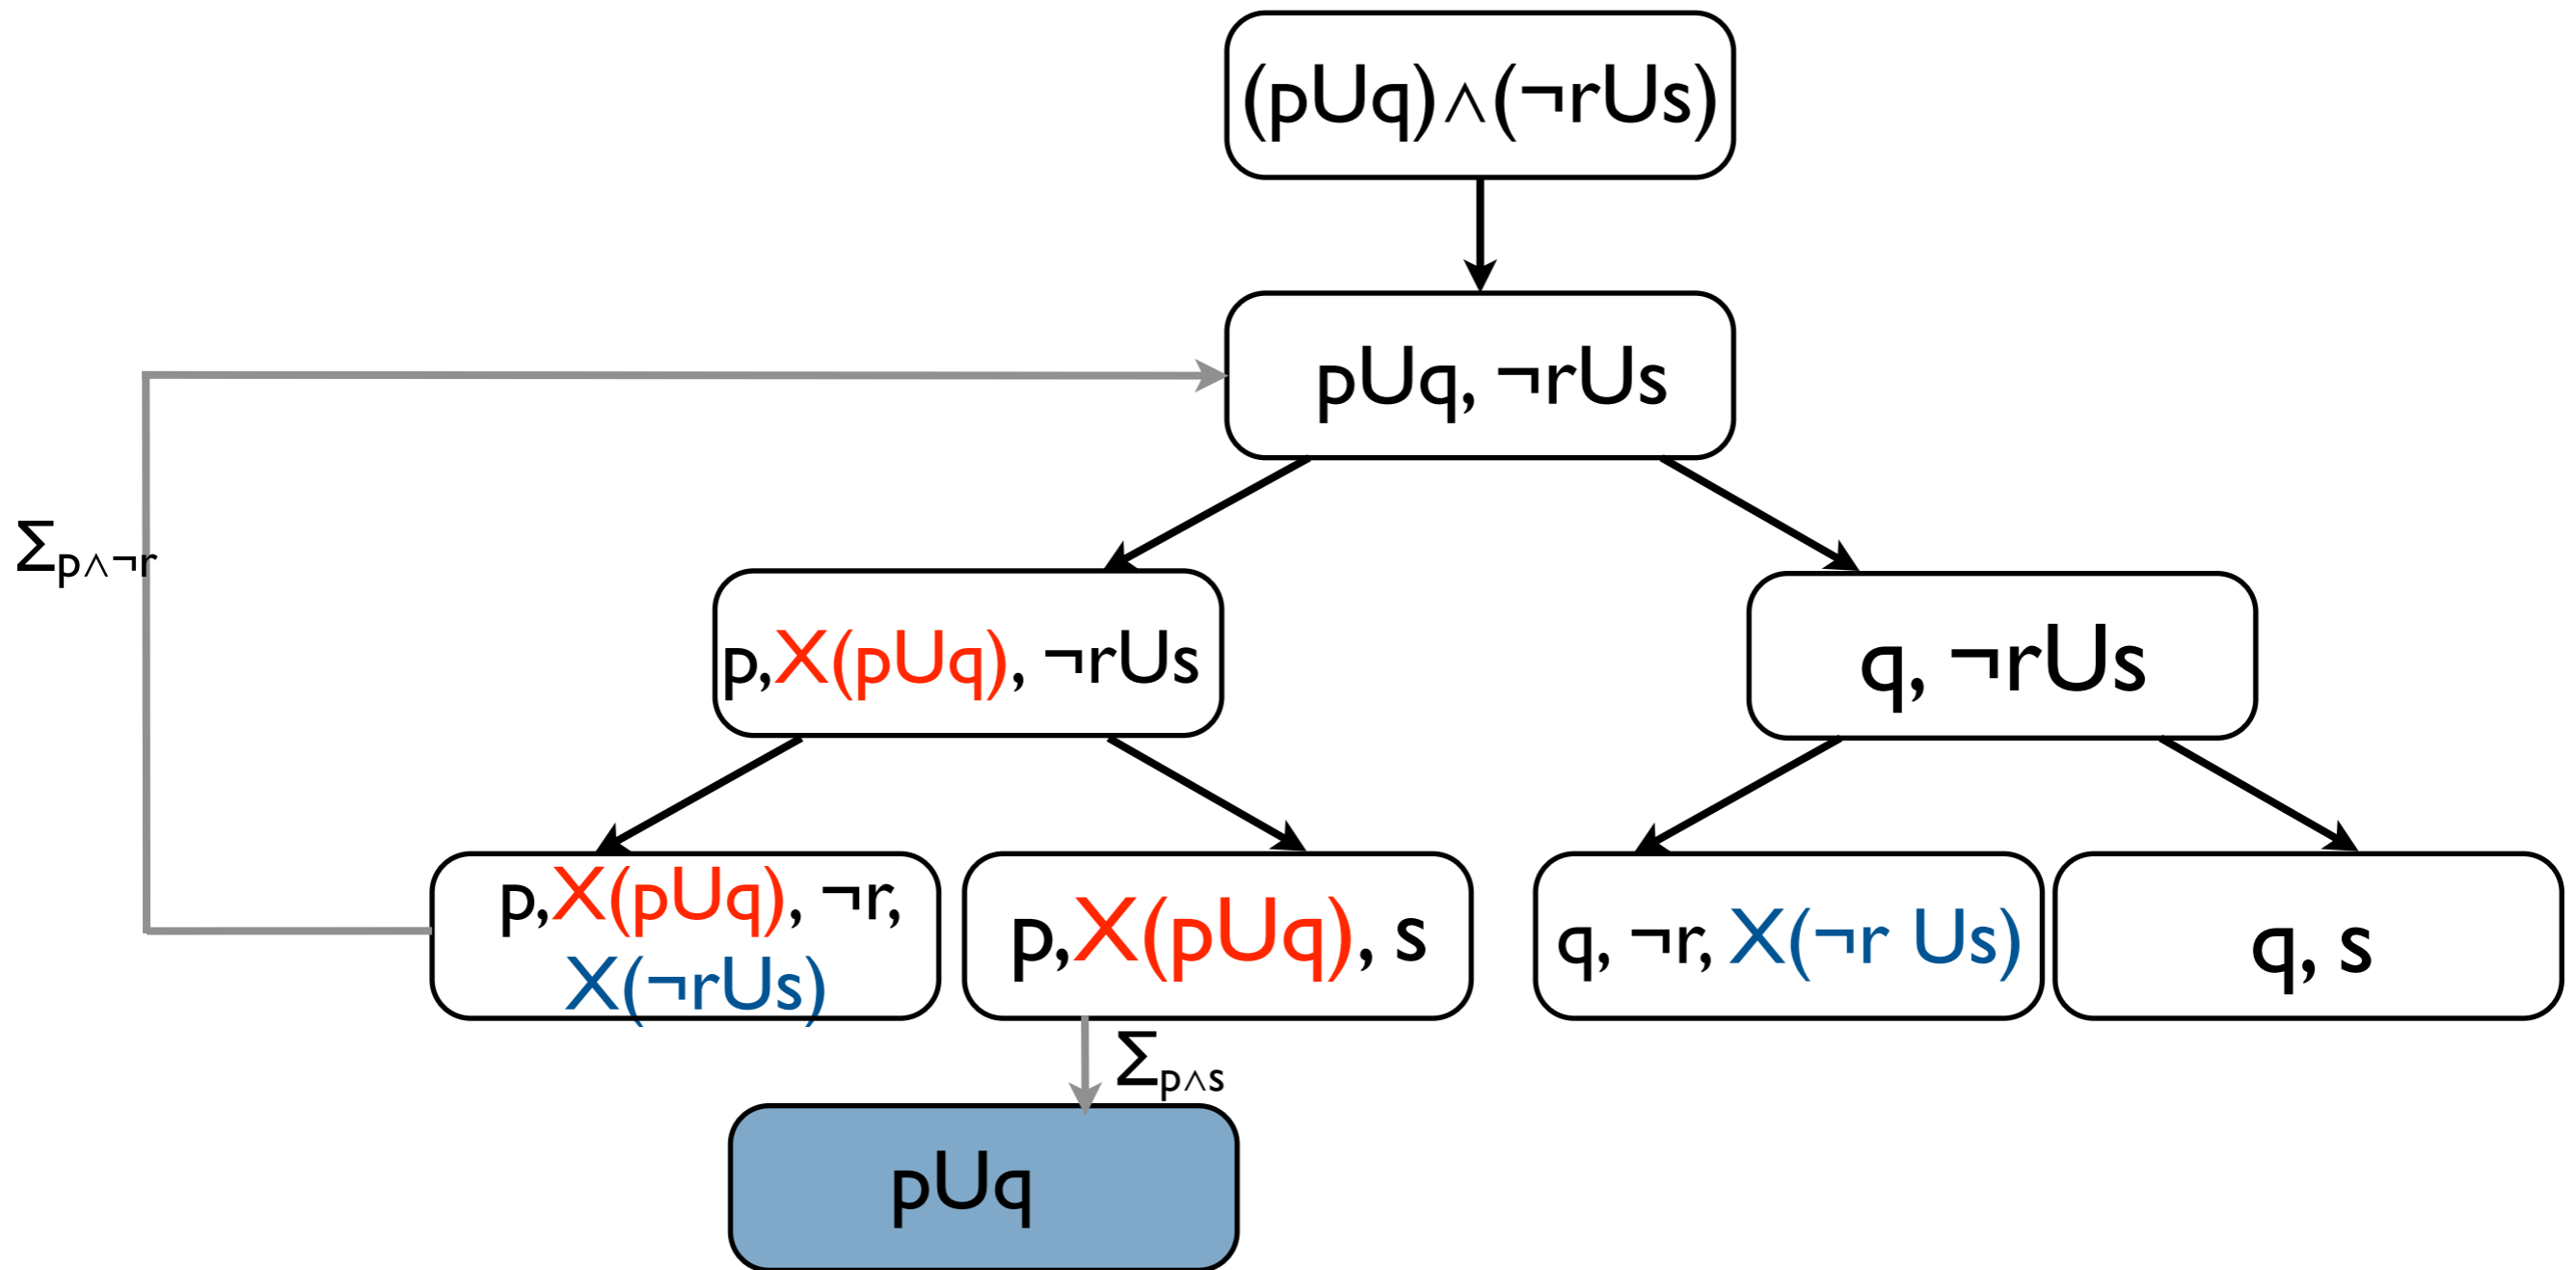 (pUq)∧(¬rUs)
pUq, ¬rUs
Σp∧¬r
p,X(pUq), ¬rUs
q, ¬rUs
p,X(pUq), ¬r,
X(¬rUs)
p,X(pUq), s
q, ¬r, X(¬r Us)
q, s
Σp∧s
pUq